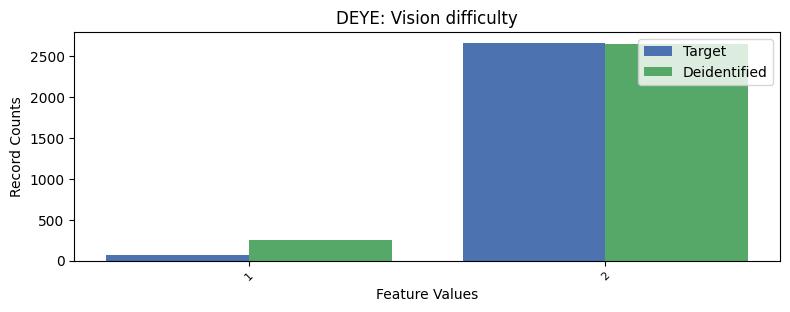 DEYE: Vision difficulty
Target
Deidentified
2500
2000
1500
1000
500
0
Record Counts
1
2
Feature Values